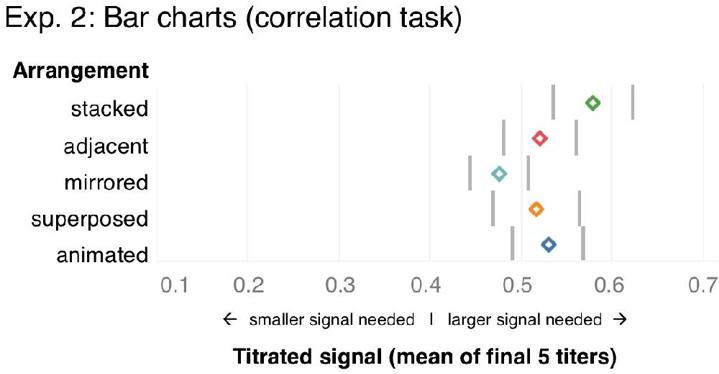 Exp. 2: Bar charts (correlation task)
Arrangement
stacked
adjacent
mirrored
superposed
animated
0.1 0.2 0.3 0.4 0.5 0.6 0.7
← smaller signal needed | larger signal needed →
Titrated signal (mean of final 5 titers)